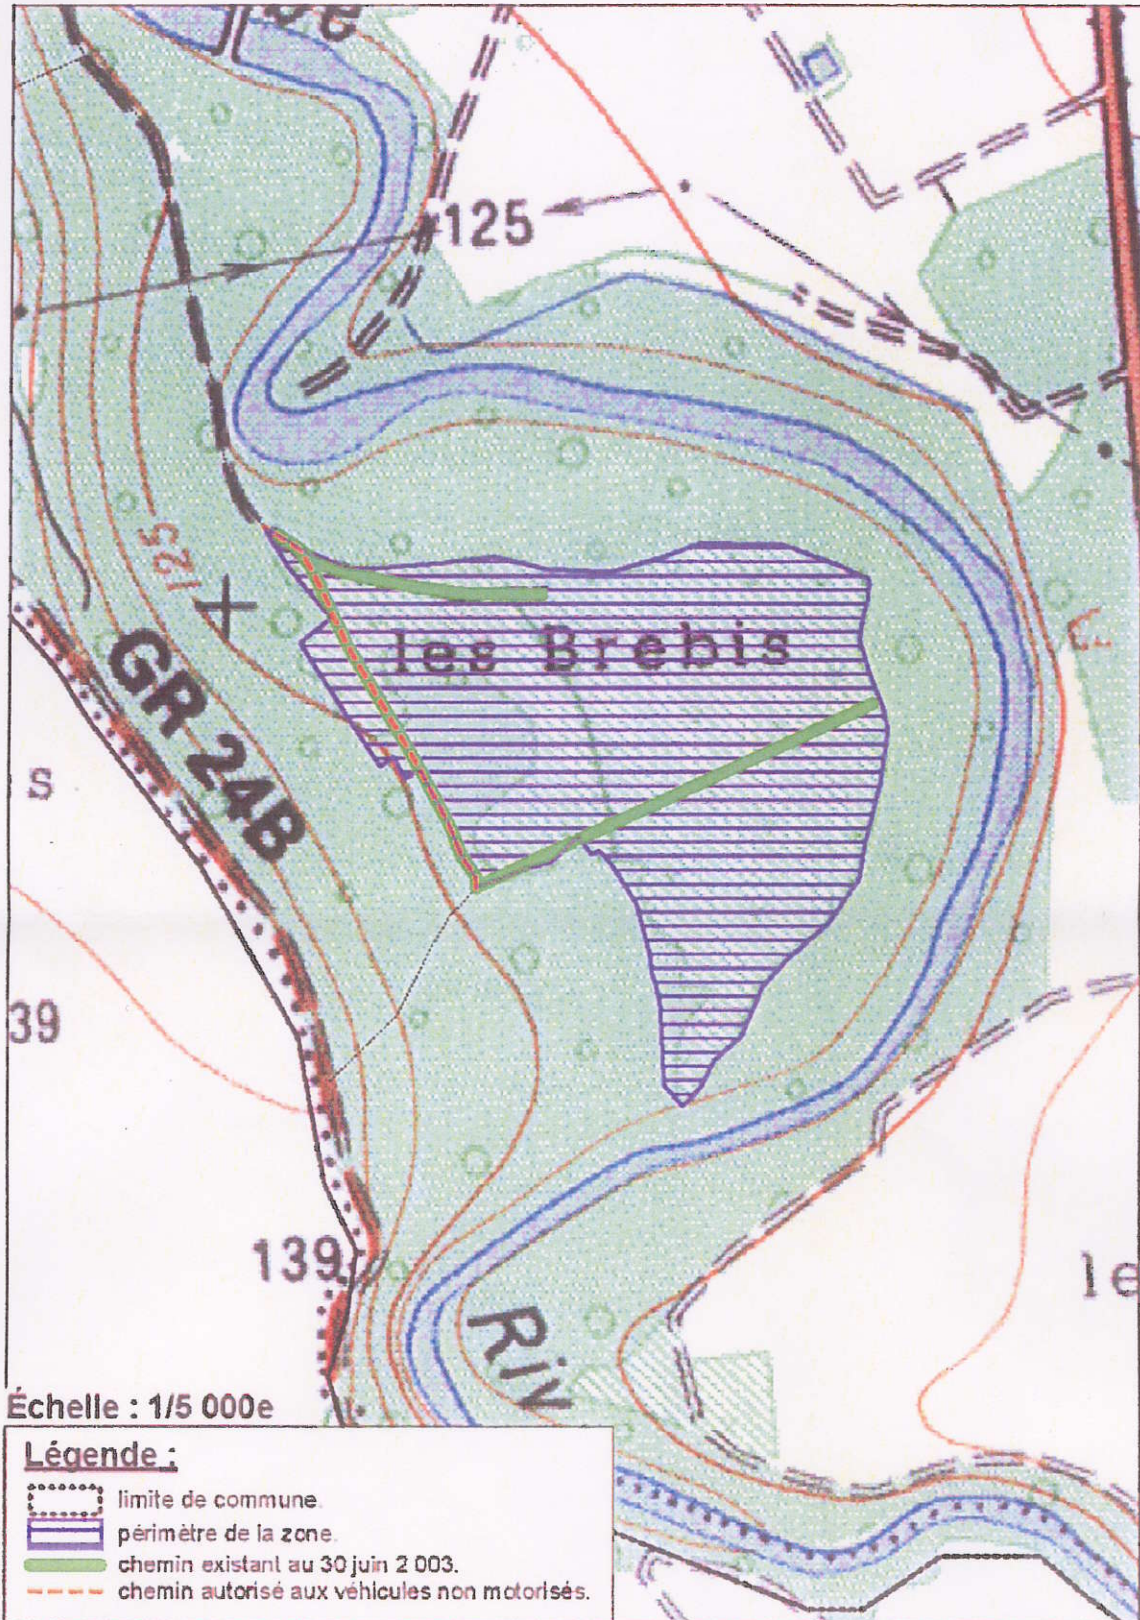 125
125
les Brebis
GR 24B
s
39
139
le
Riv
Échelle : 1/5 000e
Légende :
limite de commune.
périmètre de la zone.
chemin existant au 30 juin 2 003.
chemin autorisé aux véhicules non motorisés.